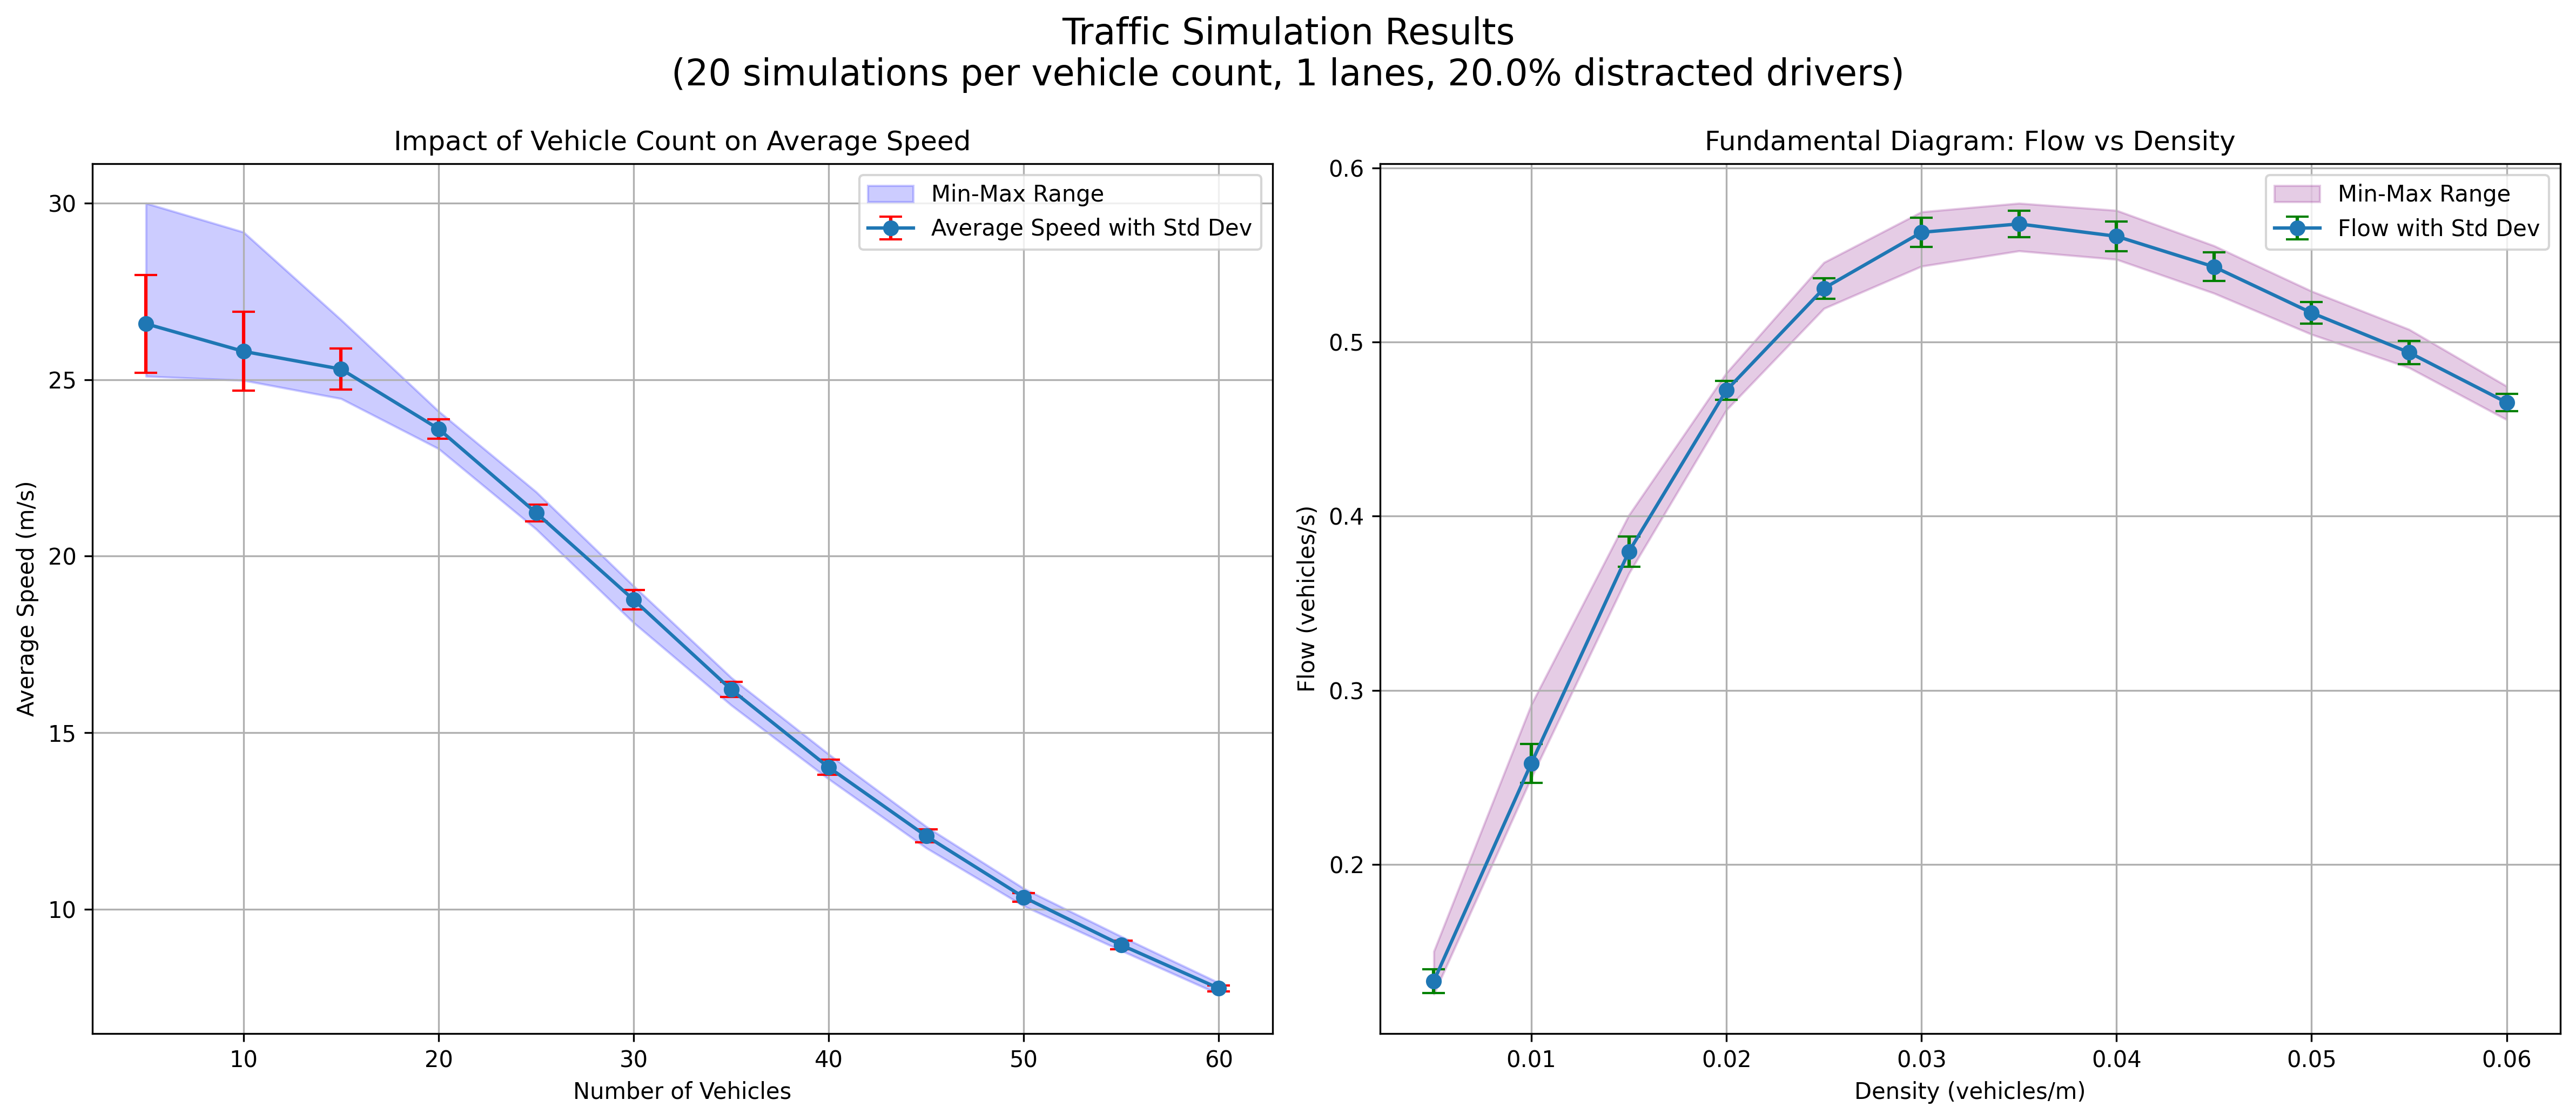 Traffic Simulation Results
(20 simulations per vehicle count, 1 lanes, 20.0% distracted drivers)
Impact of Vehicle Count on Average Speed
Min-Max Range
Average Speed with Std Dev
30
25
20
15
10
Average Speed (m/s)
10
20
30
40
50
60
Number of Vehicles
Fundamental Diagram: Flow vs Density
Min-Max Range
Flow with Std Dev
0.6
0.5
0.4
0.3
0.2
Flow (vehicles/s)
0.01
0.02
0.03
0.04
0.05
0.06
Density (vehicles/m)